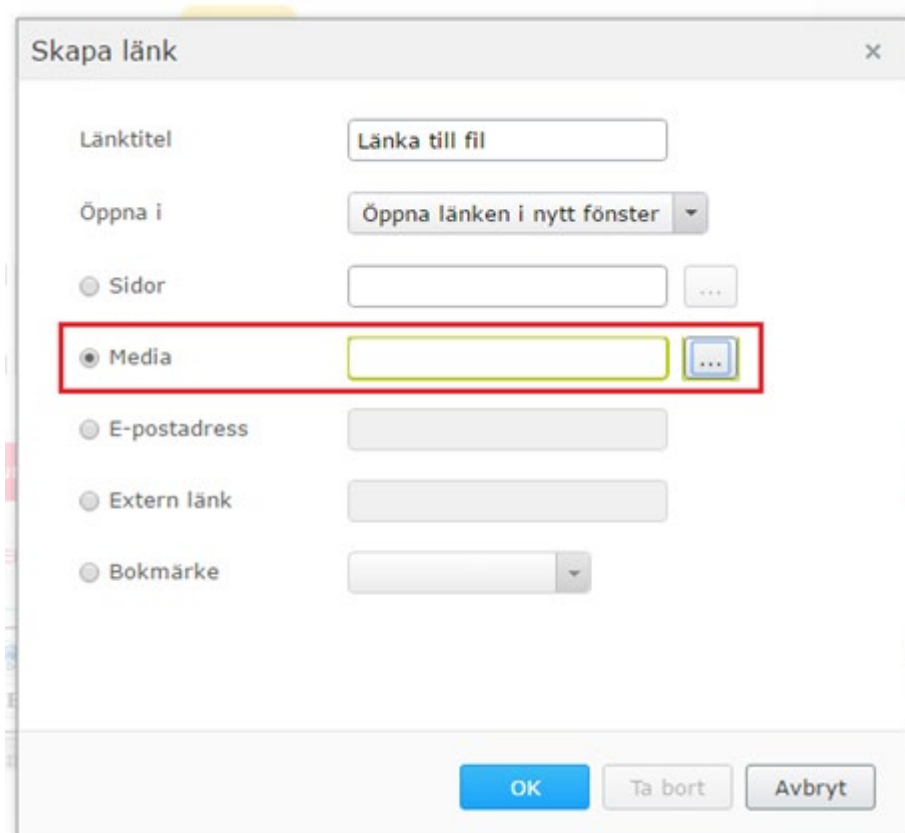 Skapa länk ×
Länktitel Länka till fil
Öppna i Öppna länken i nytt fönster
Sidor ...
Media ...
E-postadress
Extern länk
Bokmärke
OK Ta bort Avbryt